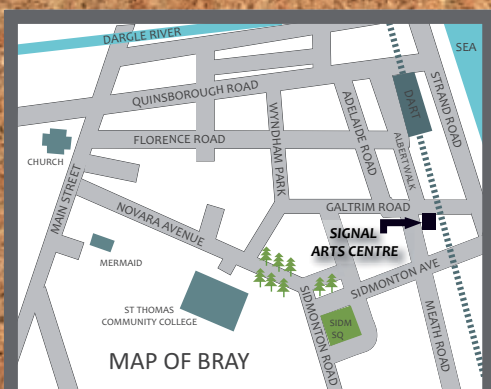 DARGLE RIVER
SEA
DART
STRAND ROAD
QUINSBOROUGH ROAD
WYNDHAM PARK
ADELAIDE ROAD
ALBERT WALK
FLORENCE ROAD
CHURCH
MAIN STREET
NOVARA AVENUE
GALTRIM ROAD
SIGNAL
ARTS CENTRE
MERMAID
SIDMONTON AVE
ST THOMAS
COMMUNITY COLLEGE
SIDM
SQ
SIDMONTON ROAD
MEATH ROAD
MAP OF BRAY